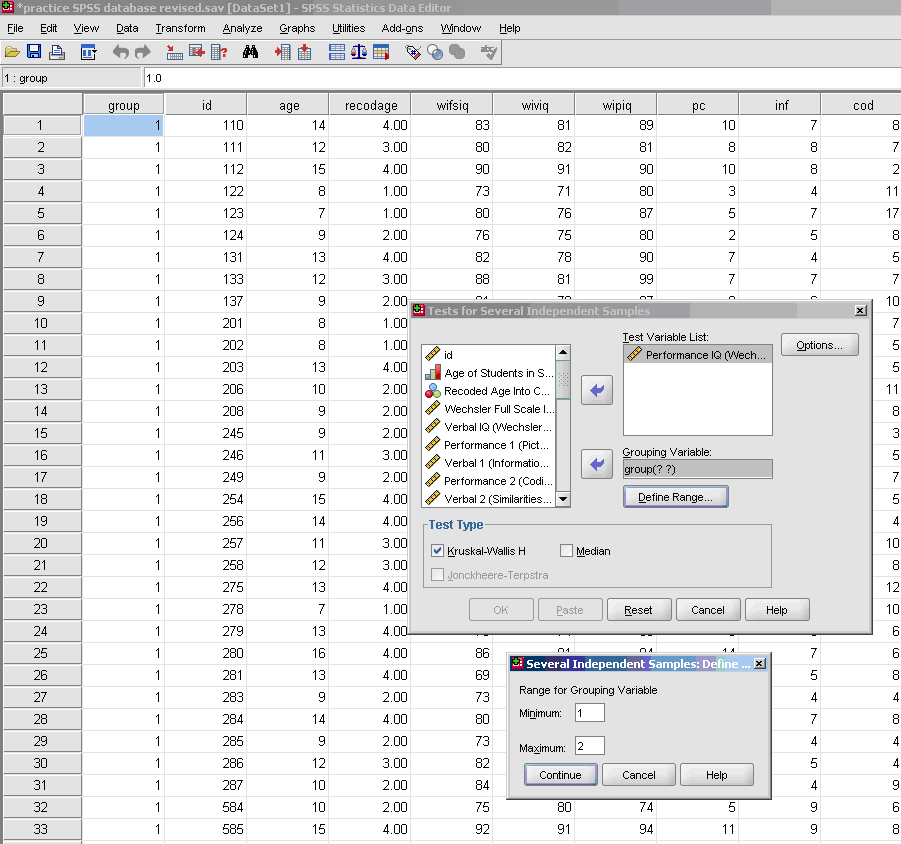 *practice SPSS database revised.sav [DataSet1] - SPSS Statistics Data Editor
File Edit View Data Transform Analyze Graphs Utilities Add-ons Window Help
1 : group 1.0
group id age recodage wifsiq wiviq wipiq pc inf cod
1 1 110 14 4.00 83 81 89 10 7 8
2 1 111 12 3.00 80 82 81 8 8 7
3 1 112 15 4.00 90 91 90 10 8 2
4 1 122 8 1.00 73 71 80 3 4 11
5 1 123 7 1.00 80 76 87 5 7 17
6 1 124 9 2.00 76 75 80 2 5 8
7 1 131 13 4.00 82 78 90 7 4 5
8 1 133 12 3.00 88 81 99 7 7 7
9 1 137 9 2.00 10
10 1 201 8 1.00 7
11 1 202 8 1.00 5
12 1 203 13 4.00 5
13 1 206 10 2.00 11
14 1 208 9 2.00 8
15 1 245 9 2.00 3
16 1 246 11 3.00 8
17 1 249 9 2.00 5
18 1 254 15 4.00 5
19 1 256 14 4.00 4
20 1 257 11 3.00 10
21 1 258 12 3.00 8
22 1 275 13 4.00 12
23 1 278 7 1.00 10
24 1 279 13 4.00 6
25 1 280 16 4.00 86 7 6
26 1 281 13 4.00 69 5 8
27 1 283 9 2.00 73 4 4
28 1 284 14 4.00 80 7 8
29 1 285 9 2.00 73 4 4
30 1 286 12 3.00 82 5 4
31 1 287 10 2.00 84 4 9
32 1 584 10 2.00 75 80 74 5 9 6
33 1 585 15 4.00 92 91 94 11 9 8
Tests for Several Independent Samples
id
Age of Students in S...
Recoded Age Into C...
Wechsler Full Scale I...
Verbal IQ (Wechsler...
Performance 1 (Pict...
Verbal 1 (Informatio...
Performance 2 (Codi...
Verbal 2 (Similarities...
Test Variable List:
Performance IQ (Wech...
Options...
Grouping Variable:
group(? ?)
Define Range...
Test Type
Kruskal-Wallis H Median
Jonckheere-Terpstra
OK Paste Reset Cancel Help
Several Independent Samples: Define ...
Range for Grouping Variable
Minimum: 1
Maximum: 2
Continue Cancel Help